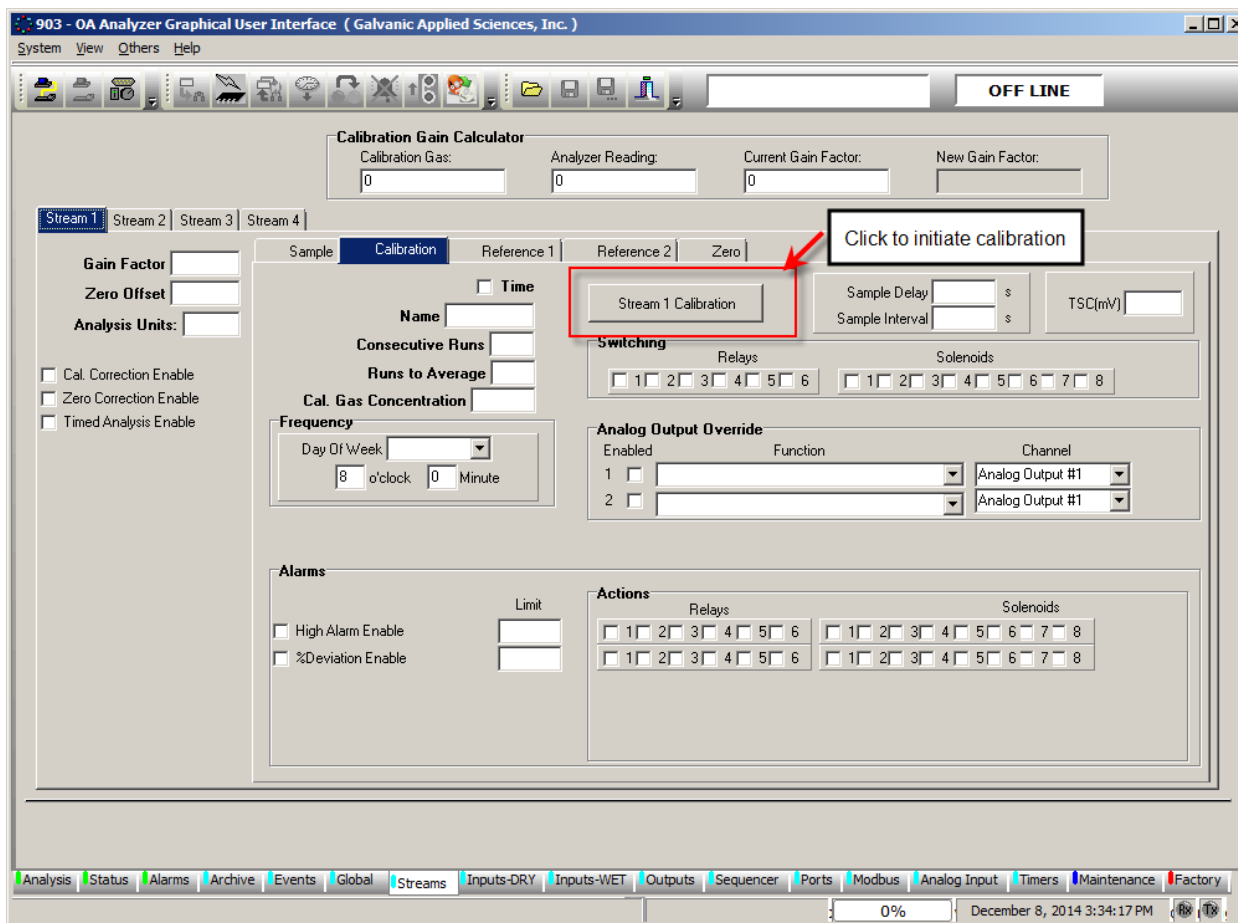 903 - OA Analyzer Graphical User Interface ( Galvanic Applied Sciences, Inc. )
System View Others Help
OFF LINE
Calibration Gain Calculator
Calibration Gas: Analyzer Reading: Current Gain Factor: New Gain Factor:
0 0 0
Stream 1 Stream 2 Stream 3 Stream 4
Click to initiate calibration
Sample Calibration Reference 1 Reference 2 Zero
Gain Factor
Zero Offset
Analysis Units:
Cal. Correction Enable
Zero Correction Enable
Timed Analysis Enable
Time
Name
Consecutive Runs
Runs to Average
Cal. Gas Concentration
Stream 1 Calibration
Sample Delay s
Sample Interval s
TSC(mV)
Switching
Relays Solenoids
1 2 3 4 5 6 1 2 3 4 5 6 7 8
Frequency
Day Of Week
8 o'clock 0 Minute
Analog Output Override
Enabled Function Channel
1 Analog Output #1
2 Analog Output #1
Alarms
Limit
High Alarm Enable
%Deviation Enable
Actions
Relays Solenoids
1 2 3 4 5 6 1 2 3 4 5 6 7 8
1 2 3 4 5 6 1 2 3 4 5 6 7 8
Analysis Status Alarms Archive Events Global Streams Inputs-DRY Inputs-WET Outputs Sequencer Ports Modbus Analog Input Timers Maintenance Factory
0% December 8, 2014 3:34:17 PM Rx Tx